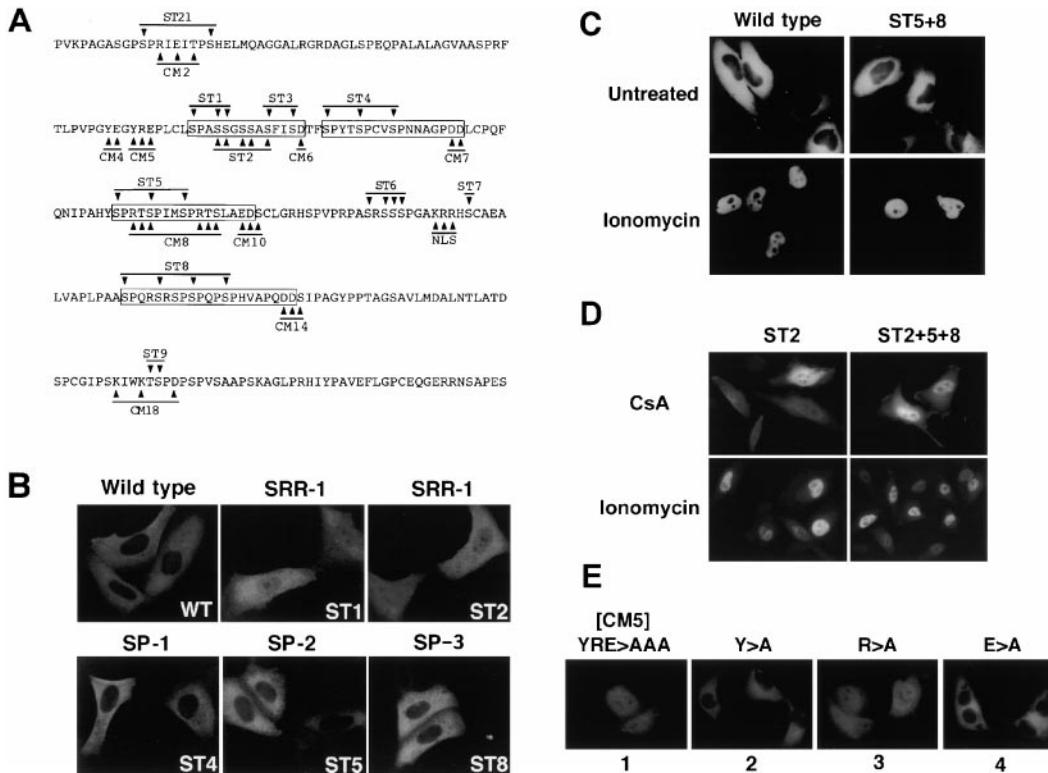 A
ST21
PVKPAGASGPSPRIEITPSHELMQAGGALRGRDAGLSPEQPALALAGVAASPRF
CM2
ST1 ST3 ST4
TLPVPGYEGYREPLCLSPASSGSSASFISDTFSPYTSPCVSPNNAGPDDLCPQF
CM4 CM5 ST2 CM6 CM7
ST5 ST6 ST7
QNIPAHYSPRTSPIMSPRTSLAEDSCLGRHSPVPRPASRSSSPGAKRRHSCAEA
CM8 CM10 NLS
ST8
LVAPLPAASPQRSRSPSPQPSPHVAPQDDSIPAGYPPTAGSAVLMDALNTLATD
CM14
ST9
SPCGIPSKIWKTSPDPSPVSAAPSKAGLPRHIYPAVEFLGPCEQGERRNSAPES
CM18
B
Wild type SRR-1 SRR-1
WT ST1 ST2
SP-1 SP-2 SP-3
ST4 ST5 ST8
C
Wild type ST5+8
Untreated
Ionomycin
D
ST2 ST2+5+8
CsA
Ionomycin
E
[CM5]
YRE>AAA Y>A R>A E>A
1 2 3 4